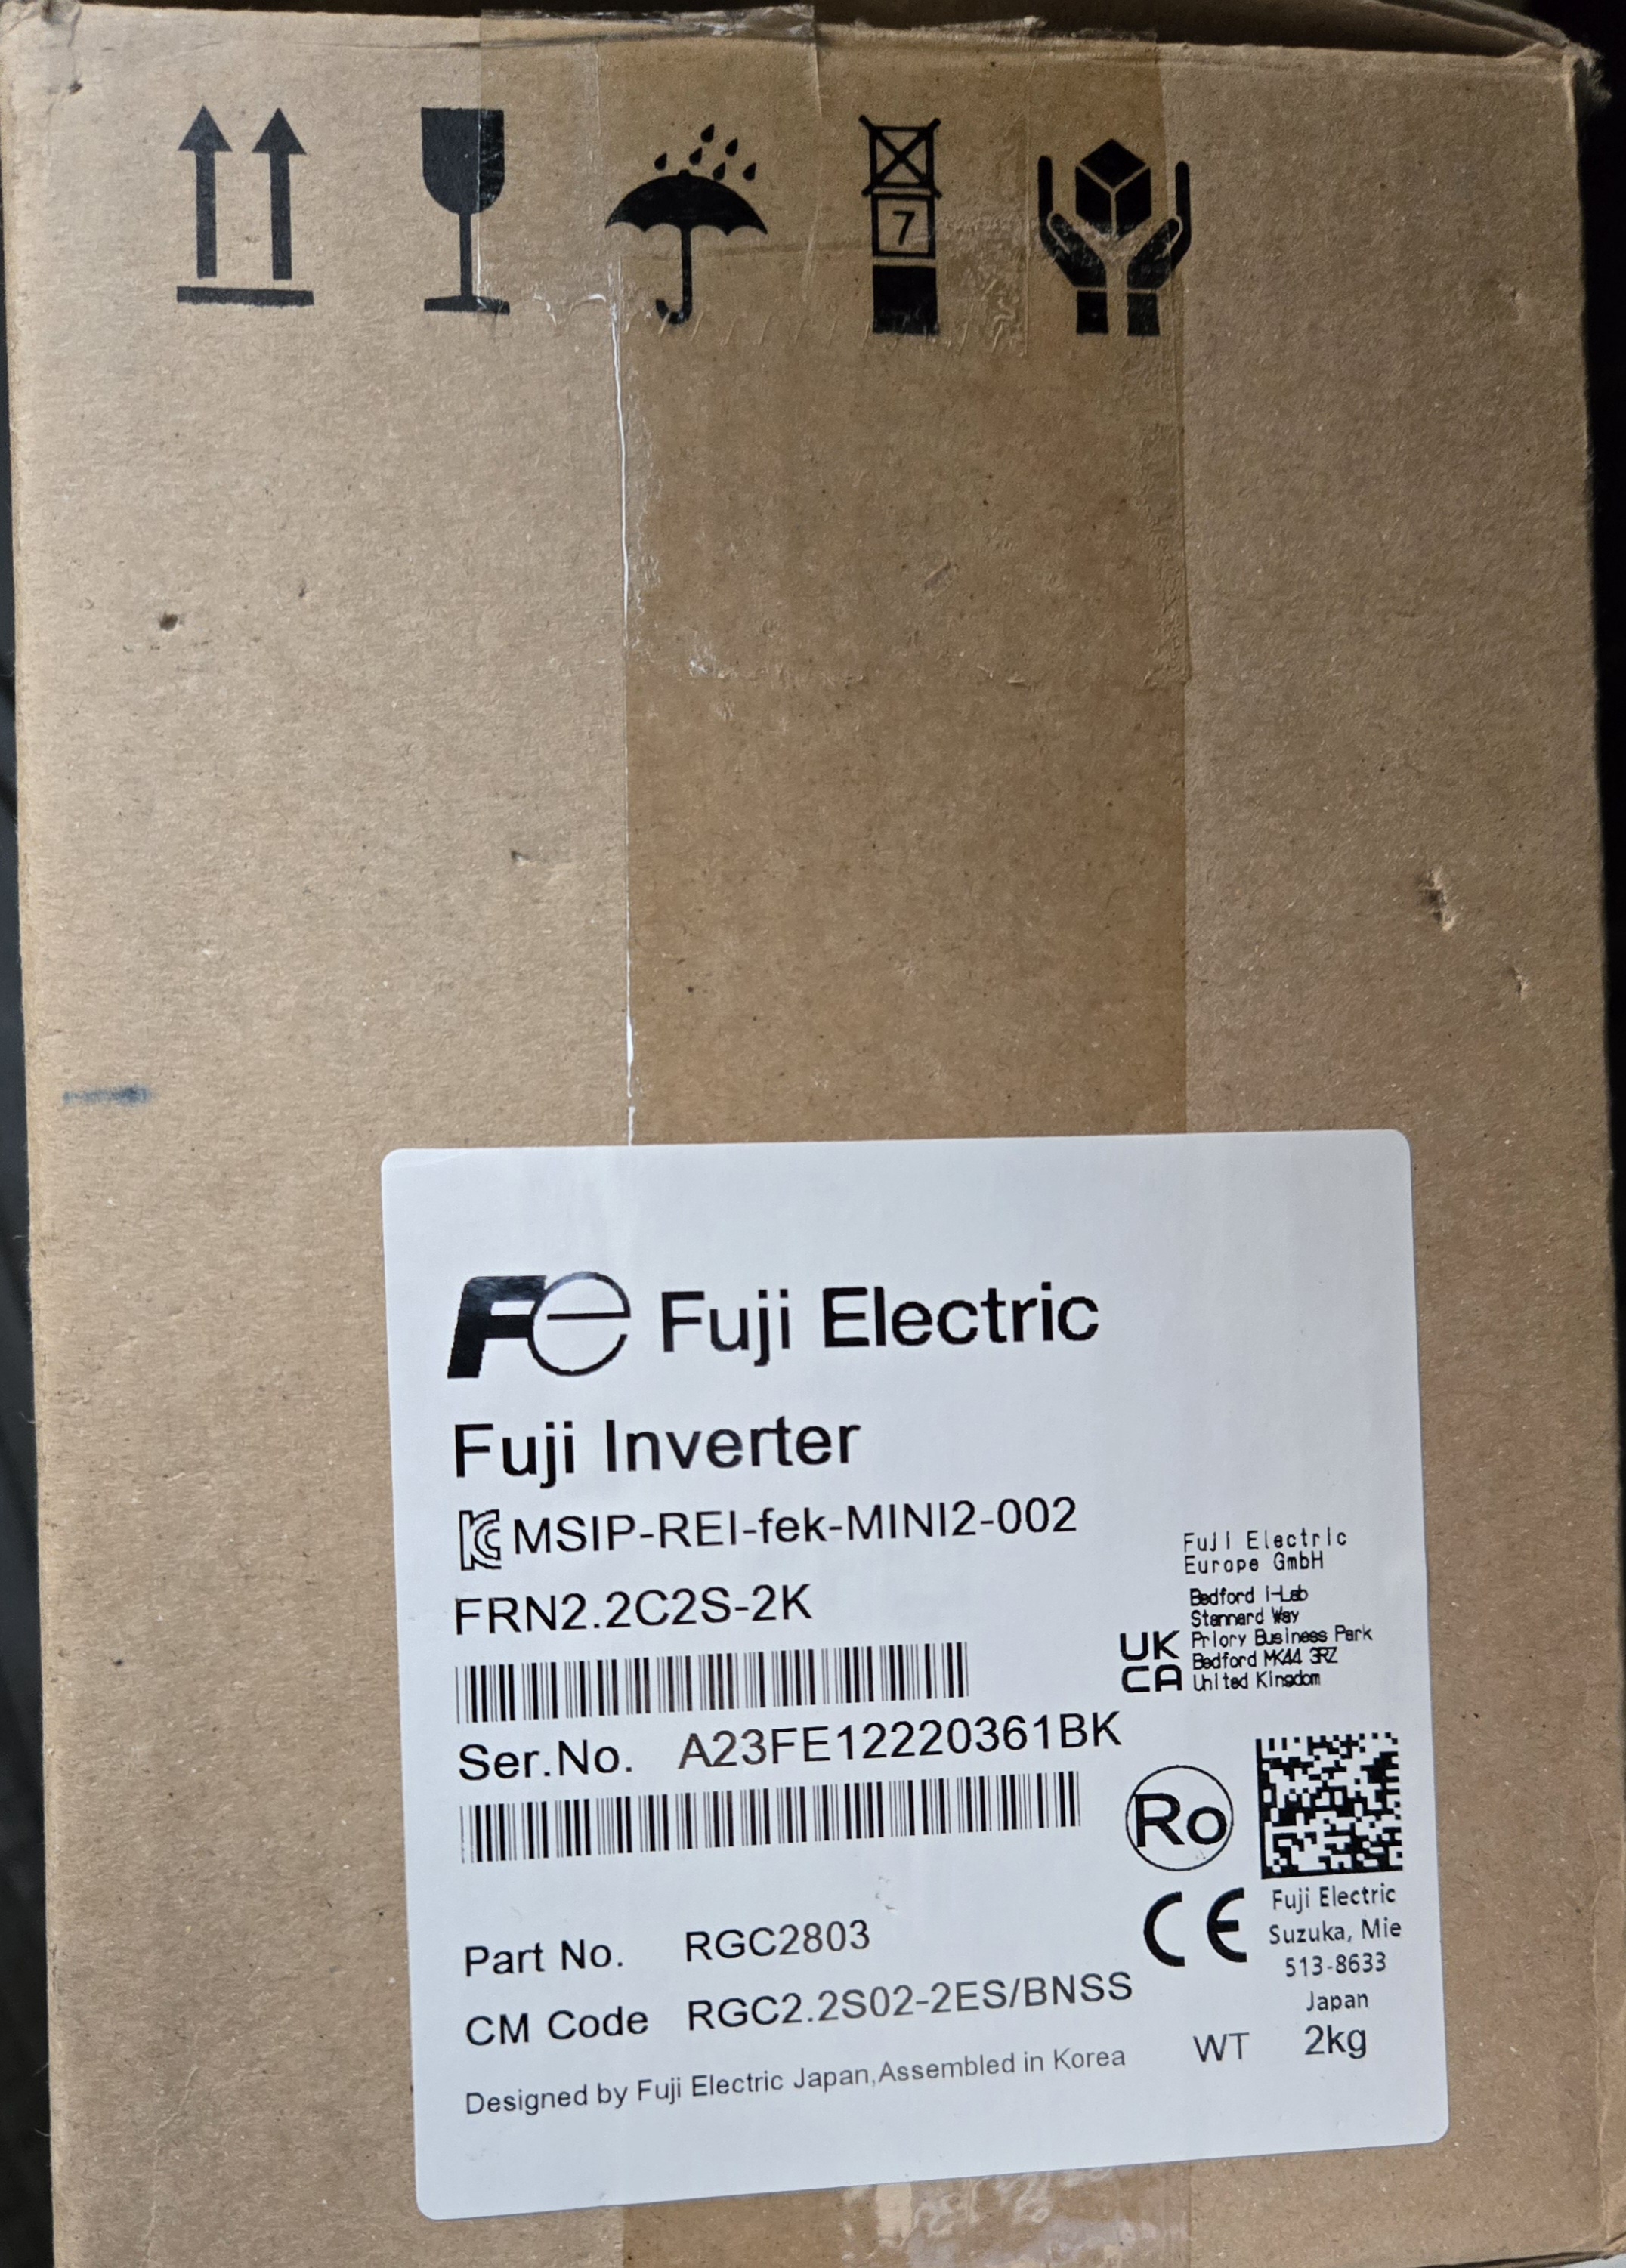 7
Fe Fuji Electric
Fuji Inverter
MSIP-REI-fek-MINI2-002
FRN2.2C2S-2K
Fuji Electric
Europe GmbH
Bedford i-Lab
Stannard Way
Priory Business Park
Bedford MK44 3RZ
United Kingdom
UK
CA
Ser.No. A23FE12220361BK
Ro
CE
Fuji Electric
Suzuka, Mie
513-8633
Japan
Part No. RGC2803
CM Code RGC2.2S02-2ES/BNSS
WT 2kg
Designed by Fuji Electric Japan,Assembled in Korea